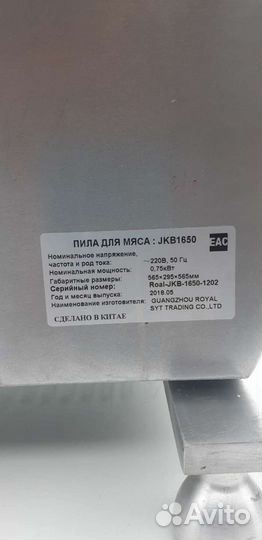 ПИЛА ДЛЯ МЯСА : JKB1650
EAC
Номинальное напряжение,
частота и род тока: ~220В, 50 Гц
Номинальная мощность: 0,75кВт
Габаритные размеры: 565×295×565мм
Серийный номер: Roal-JKB-1650-1202
Год и месяц выпуска: 2018.05
Наименование изготовителя: GUANGZHOU ROYAL
SYT TRADING CO.,LTD
СДЕЛАНО В КИТАЕ
Avito